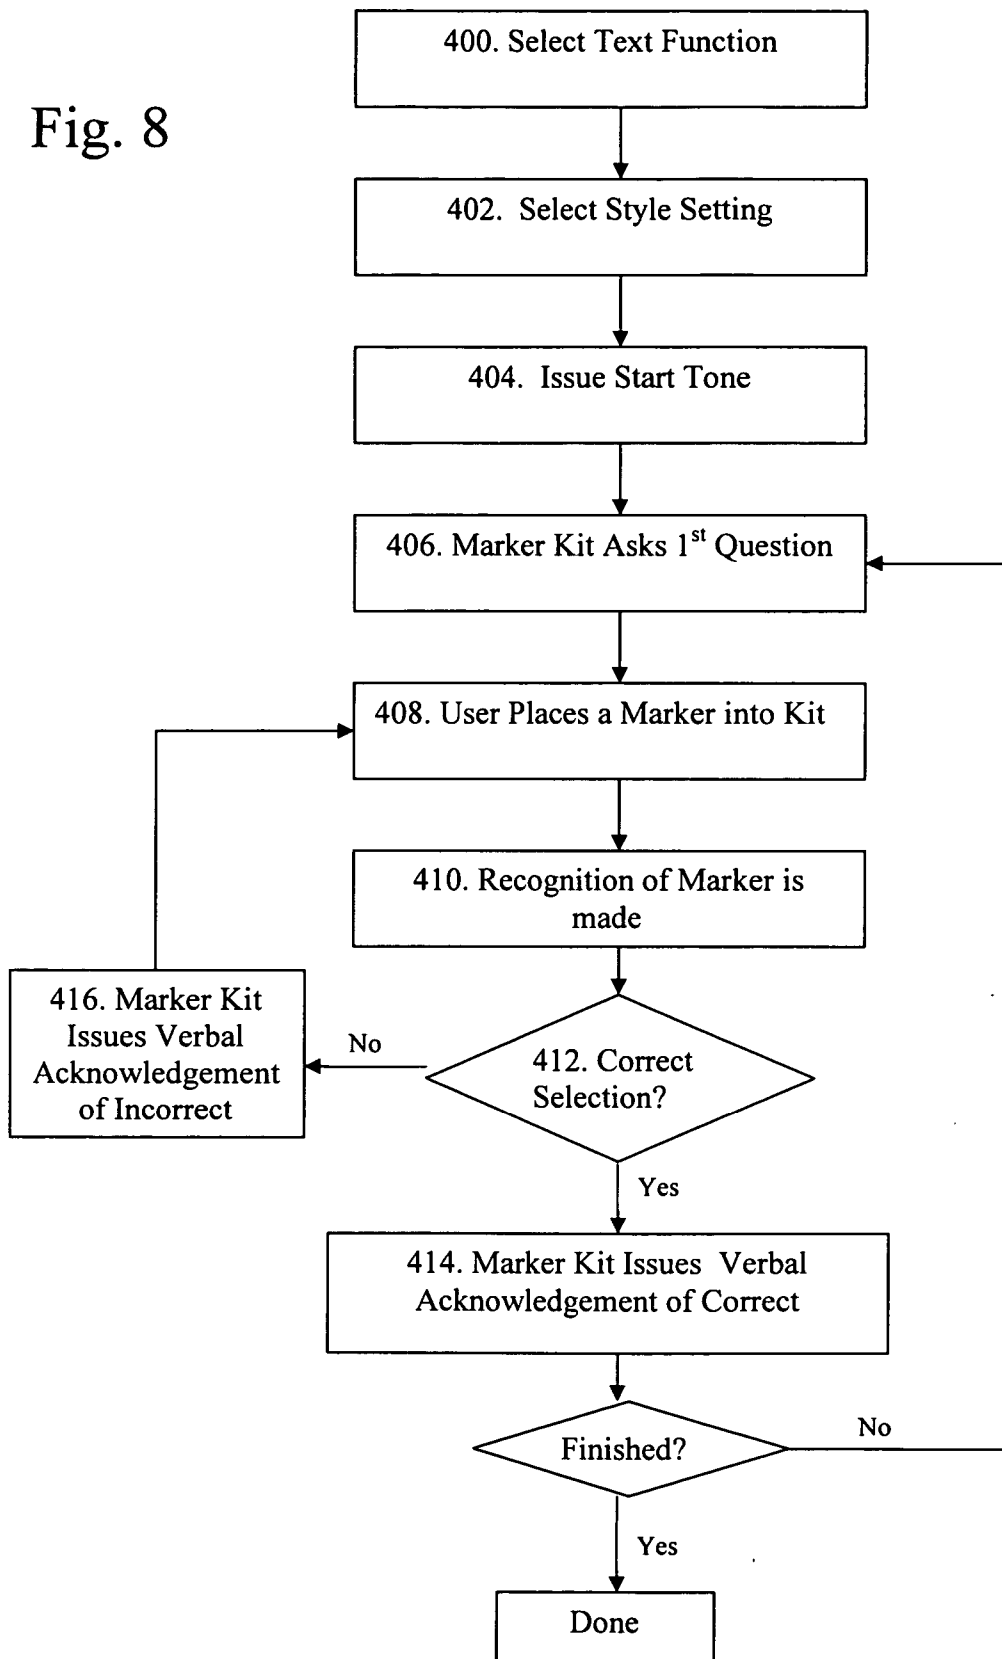 400. Select Text Function
Fig. 8
402. Select Style Setting
404. Issue Start Tone
406. Marker Kit Asks 1st Question
408. User Places a Marker into Kit
410. Recognition of Marker is
made
416. Marker Kit
Issues Verbal
Acknowledgement
of Incorrect
No
412. Correct
Selection?
Yes
414. Marker Kit Issues Verbal
Acknowledgement of Correct
Finished?
No
Yes
Done